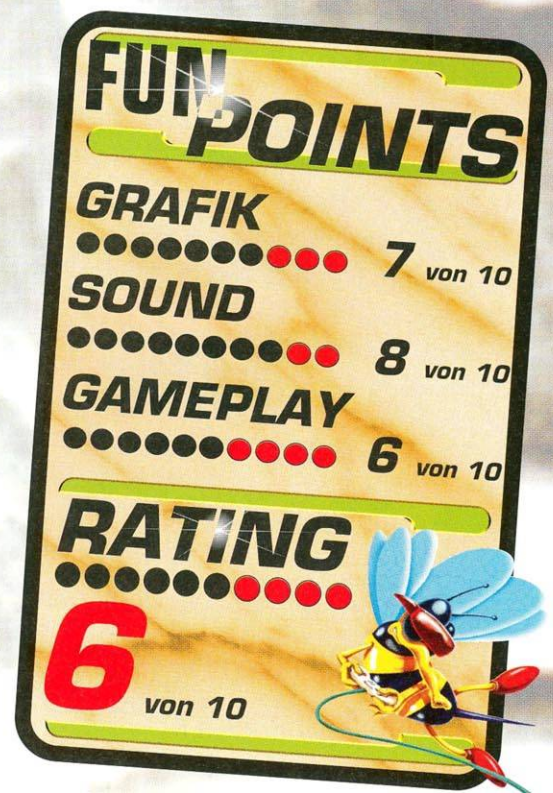 FUN
POINTS
GRAFIK
7 von 10
SOUND
8 von 10
GAMEPLAY
6 von 10
RATING
6 von 10